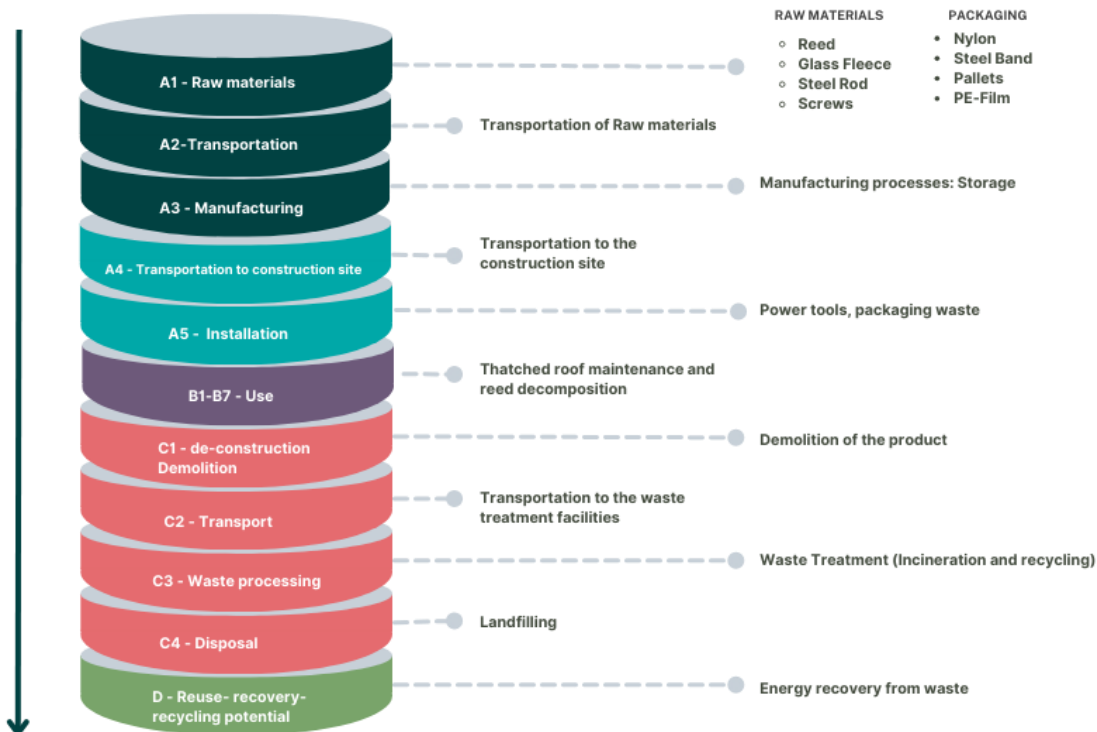 RAW MATERIALS
PACKAGING
Reed
Glass Fleece
Steel Rod
Screws
Nylon
Steel Band
Pallets
PE-Film
A1 - Raw materials
Transportation of Raw materials
A2-Transportation
Manufacturing processes: Storage
A3 - Manufacturing
Transportation to the
construction site
A4 - Transportation to construction site
Power tools, packaging waste
A5 - Installation
Thatched roof maintenance and
reed decomposition
B1-B7 - Use
Demolition of the product
C1 - de-construction
Demolition
Transportation to the waste
treatment facilities
C2 - Transport
Waste Treatment (Incineration and recycling)
C3 - Waste processing
Landfilling
C4 - Disposal
Energy recovery from waste
D - Reuse- recovery-
recycling potential